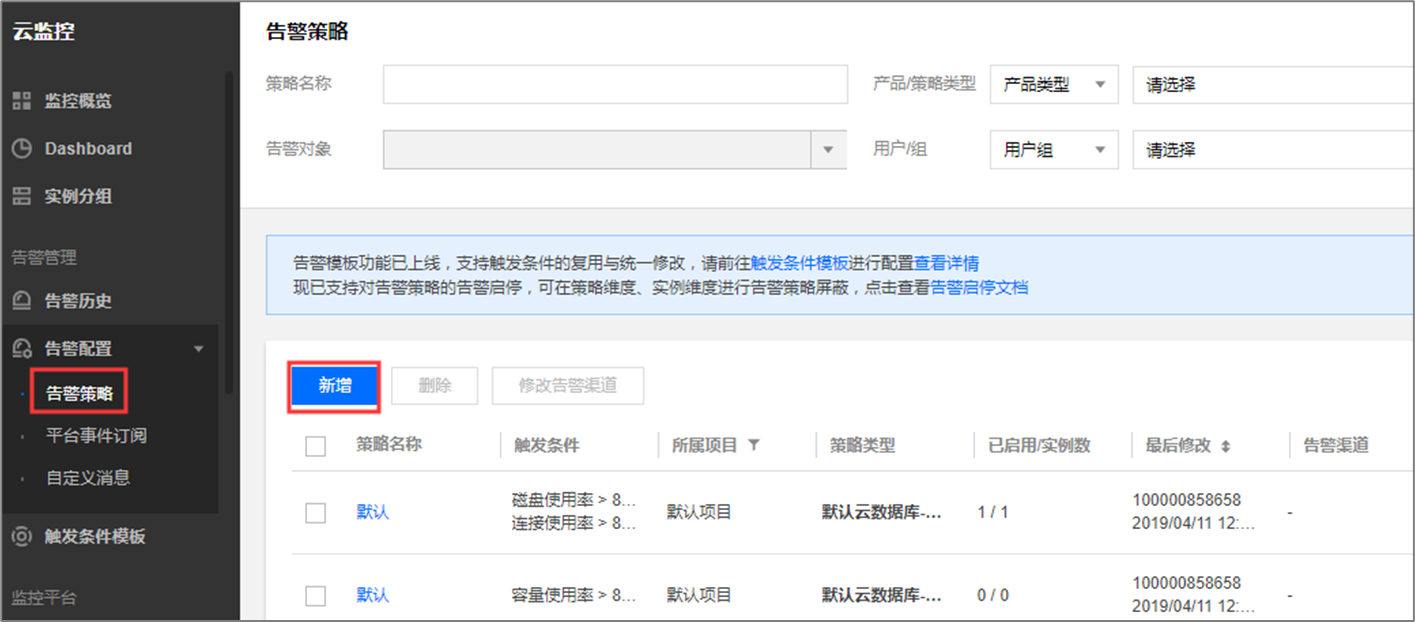 云监控
监控概览
Dashboard
实例分组
告警管理
告警历史
告警配置
告警策略
平台事件订阅
自定义消息
触发条件模板
监控平台
告警策略
策略名称 产品/策略类型 产品类型 请选择
告警对象 用户/组 用户组 请选择
告警模板功能已上线，支持触发条件的复用与统一修改，请前往触发条件模板进行配置查看详情
现已支持对告警策略的告警启停，可在策略维度、实例维度进行告警策略屏蔽，点击查看告警启停文档
新增 删除 修改告警渠道
策略名称 触发条件 所属项目 策略类型 已启用/实例数 最后修改 告警渠道
默认 磁盘使用率 > 8... 默认项目 默认云数据库-... 1 / 1 100000858658 -
连接使用率 > 8... 2019/04/11 12:...
默认 容量使用率 > 8... 默认项目 默认云数据库-... 0 / 0 100000858658 -
2019/04/11 12:...